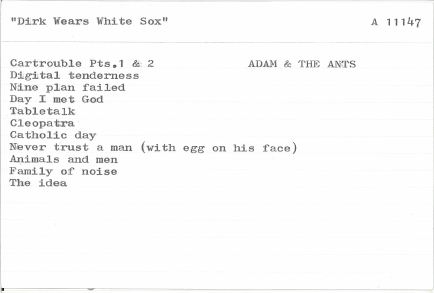 "Dirk Wears White Sox" A 11147
Cartrouble Pts.1 & 2 ADAM & THE ANTS
Digital tenderness
Nine plan failed
Day I met God
Tabletalk
Cleopatra
Catholic day
Never trust a man (with egg on his face)
Animals and men
Family of noise
The idea